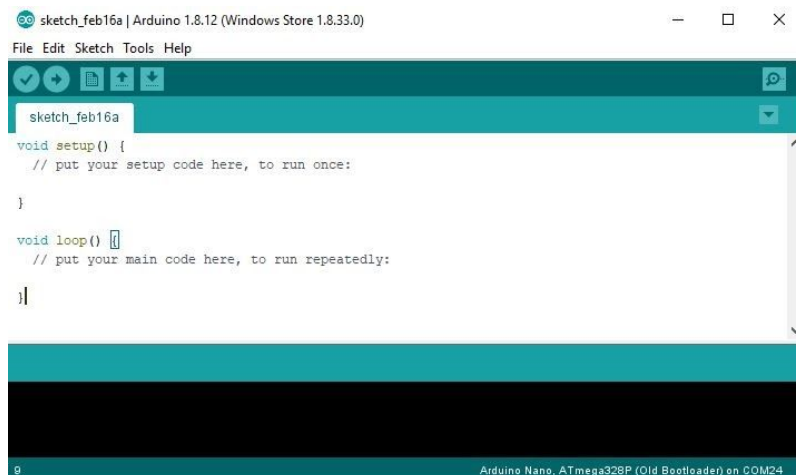 sketch_feb16a | Arduino 1.8.12 (Windows Store 1.8.33.0)
File Edit Sketch Tools Help
sketch_feb16a
void setup() {
// put your setup code here, to run once:
}
void loop() {
// put your main code here, to run repeatedly:
}
9 Arduino Nano, ATmega328P (Old Bootloader) on COM24